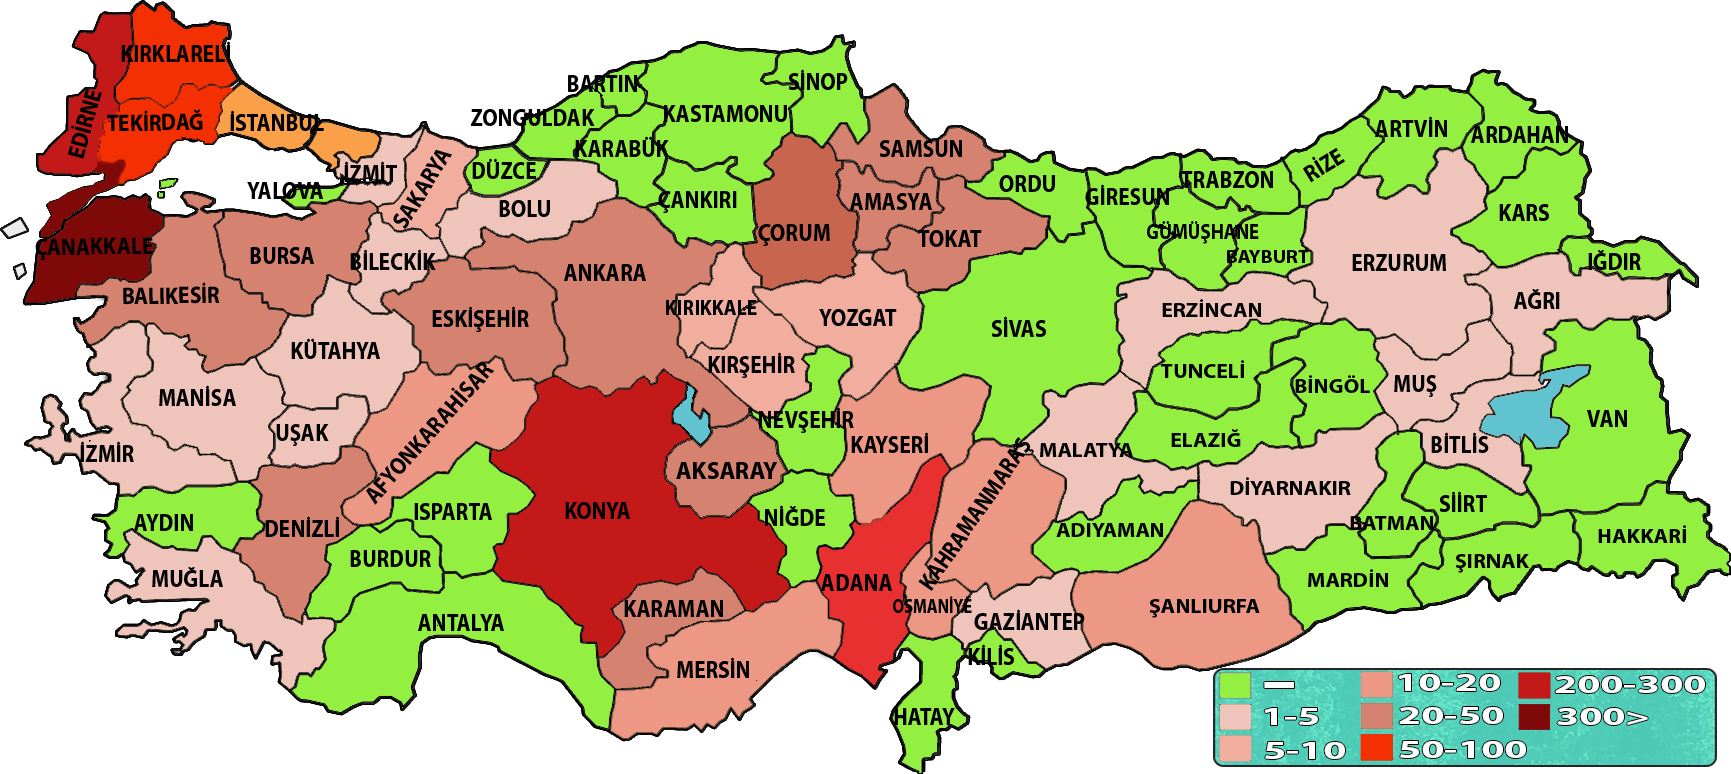 KIRKLARELİ
EDİRNE
TEKİRDAĞ
İSTANBUL
ÇANAKKALE
YALOVA
İZMİT
SAKARYA
DÜZCE
ZONGULDAK
BARTIN
KARABÜK
KASTAMONU
SİNOP
ÇANKIRI
BOLU
BİLECKİK
BURSA
BALIKESİR
ESKİŞEHİR
KÜTAHYA
ANKARA
KIRIKKALE
KIRŞEHİR
ÇORUM
SAMSUN
AMASYA
TOKAT
YOZGAT
SİVAS
ORDU
GİRESUN
TRABZON
GÜMÜŞHANE
BAYBURT
RİZE
ARTVİN
ARDAHAN
KARS
IĞDIR
ERZURUM
AĞRI
ERZİNCAN
TUNCELİ
BİNGÖL
MUŞ
VAN
BİTLİS
ELAZIĞ
MALATYA
DİYARNAKIR
BATMAN
SİİRT
HAKKARİ
ŞIRNAK
MARDİN
ADIYAMAN
ŞANLIURFA
GAZİANTEP
KİLİS
HATAY
OSMANİYE
KAHRAMANMARAŞ
ADANA
KAYSERİ
NEVŞEHİR
NİĞDE
AKSARAY
KONYA
KARAMAN
MERSİN
ANTALYA
ISPARTA
BURDUR
AFYONKARAHİSAR
UŞAK
MANİSA
İZMİR
AYDIN
DENİZLİ
MUĞLA
—
1-5
5-10
10-20
20-50
50-100
200-300
300>